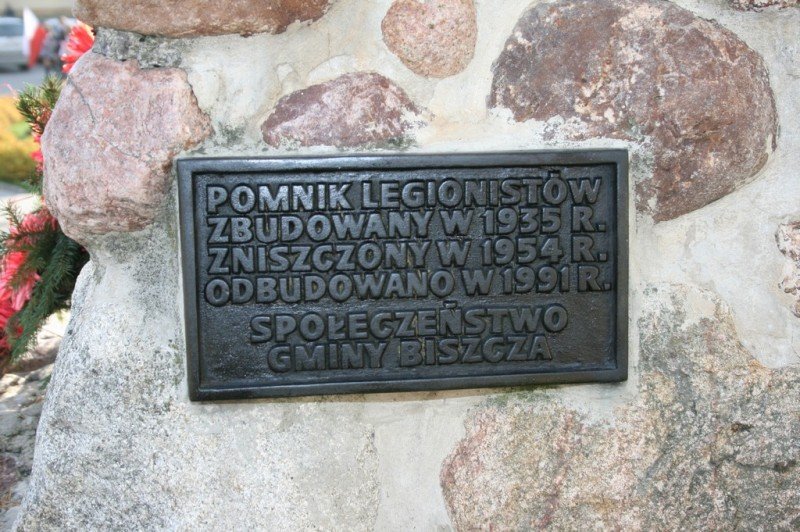 POMNIK LEGIONISTÓW
ZBUDOWANY W 1935 R.
ZNISZCZONY W 1954 R.
ODBUDOWANO W 1991 R.
SPOŁECZEŃSTWO
GMINY BISZCZA